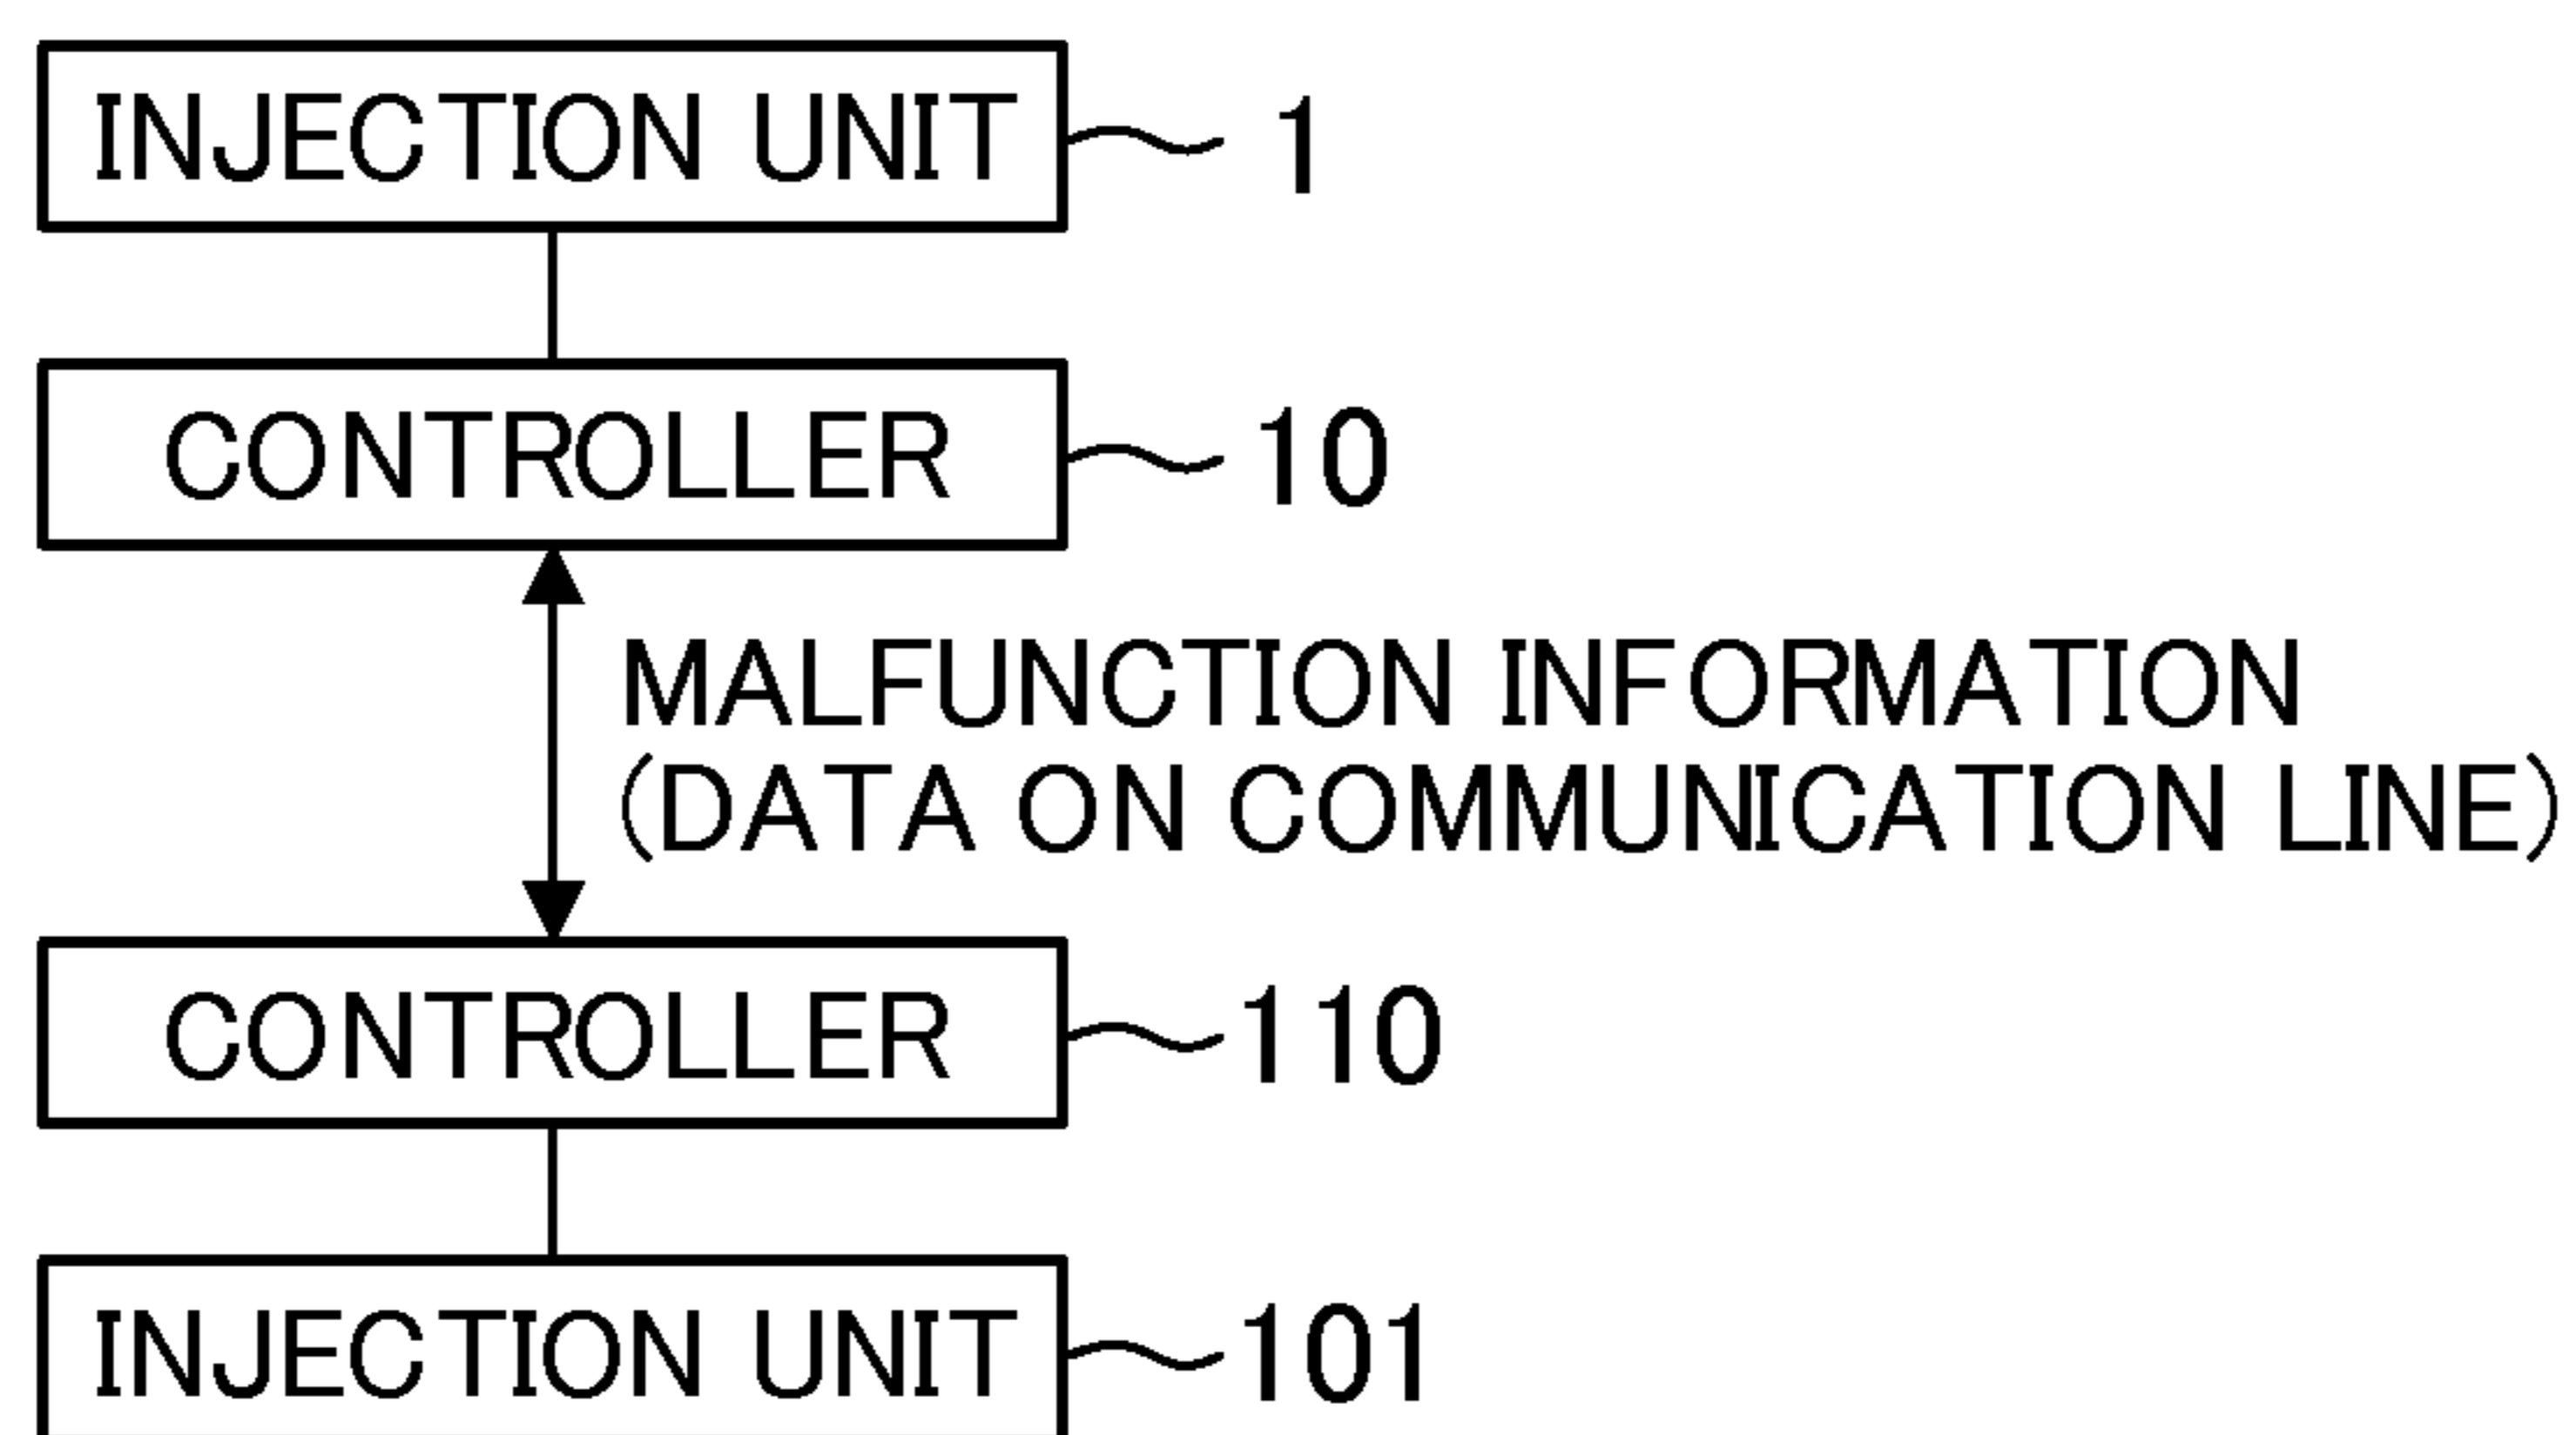 INJECTION UNIT 1
CONTROLLER 10
MALFUNCTION INFORMATION
(DATA ON COMMUNICATION LINE)
CONTROLLER 110
INJECTION UNIT 101